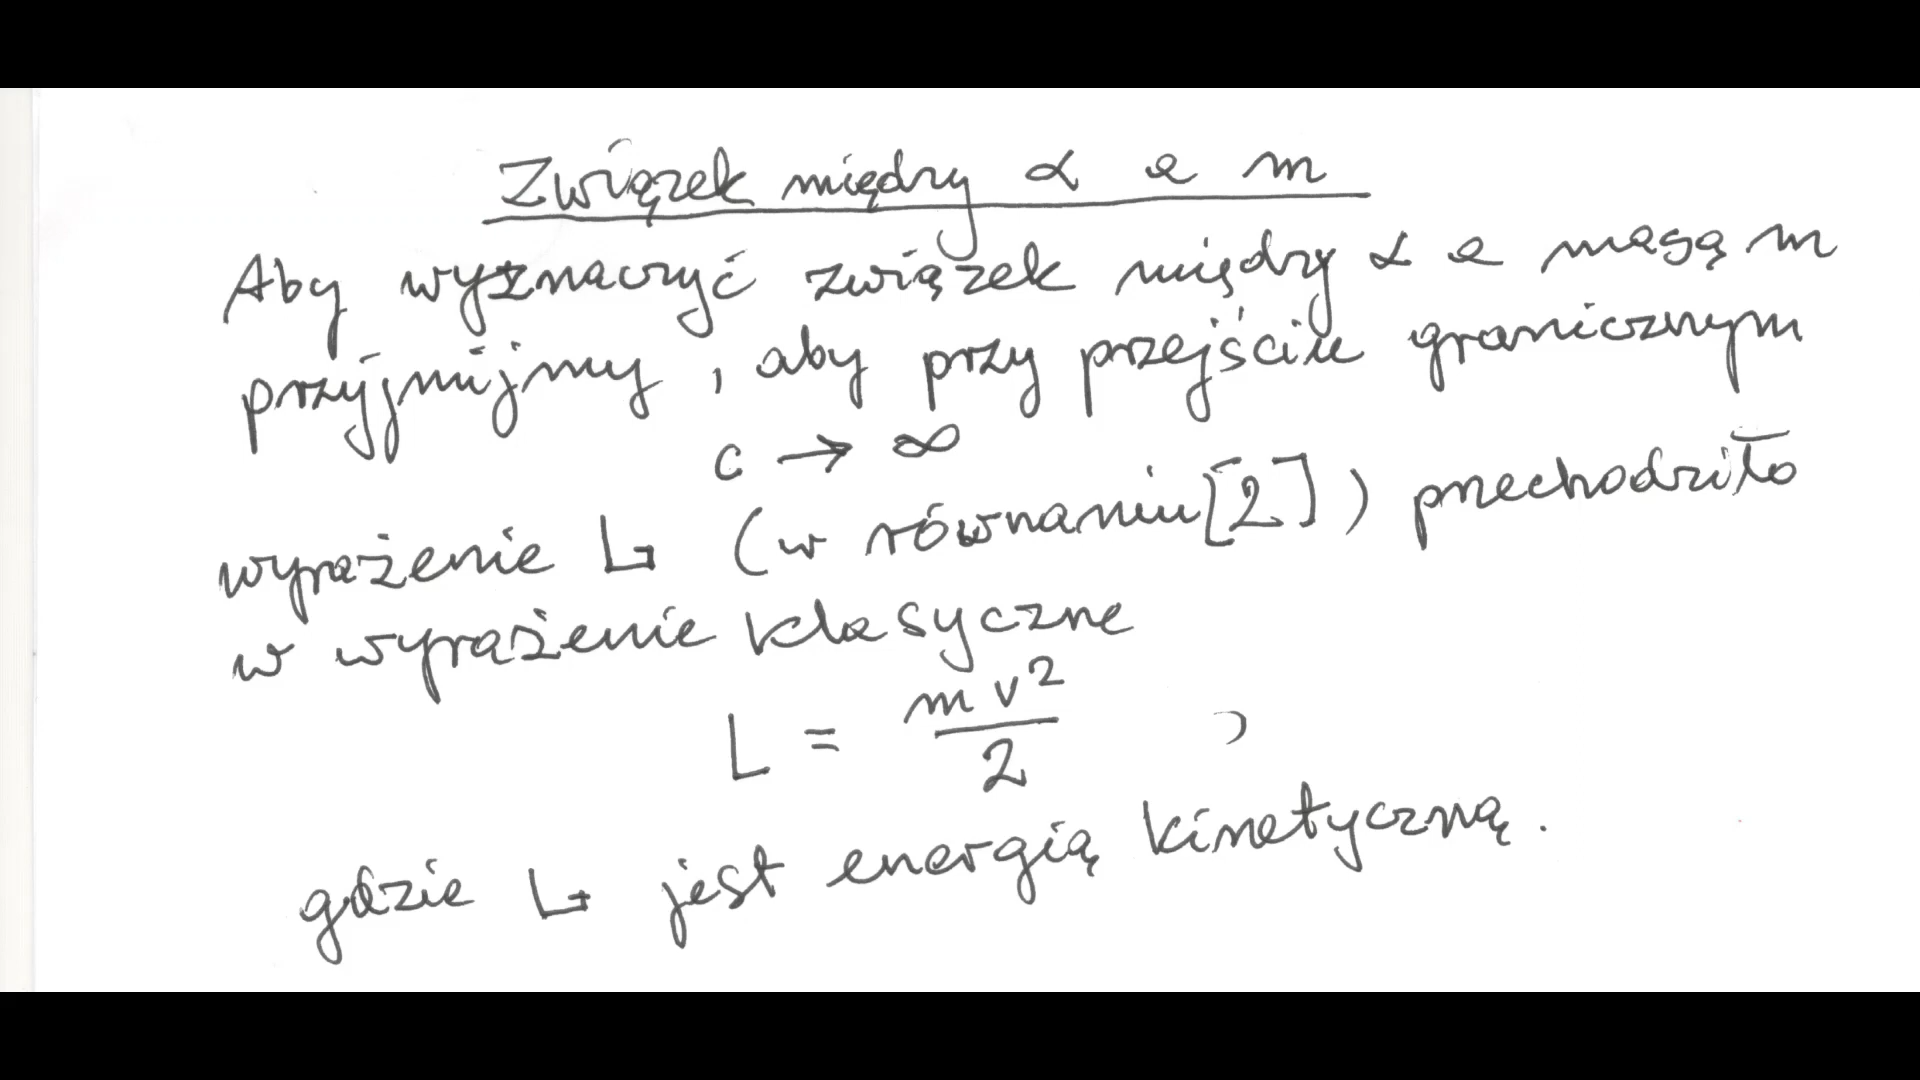 Związek między α a m
Aby wyznaczyć związek między α a masą m
przyjmijmy, aby przy przejściu granicznym
c → ∞
wyrażenie L (w równaniu [2]) przechodziło
w wyrażenie klasyczne
L = mv²/2 ,
gdzie L jest energią kinetyczną.